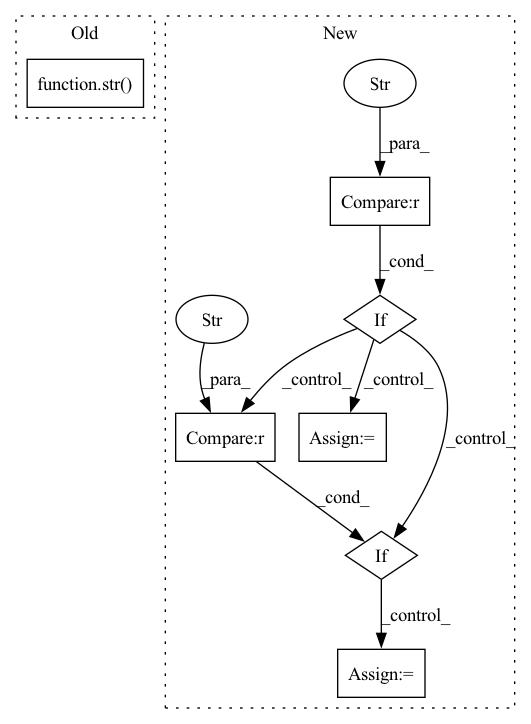 Old
New
function.str()
Str
_para_
Compare:r
_cond_
If
Str
_para_
_control_
_control_
_control_
Compare:r
Assign:=
_cond_
If
_control_
Assign:=